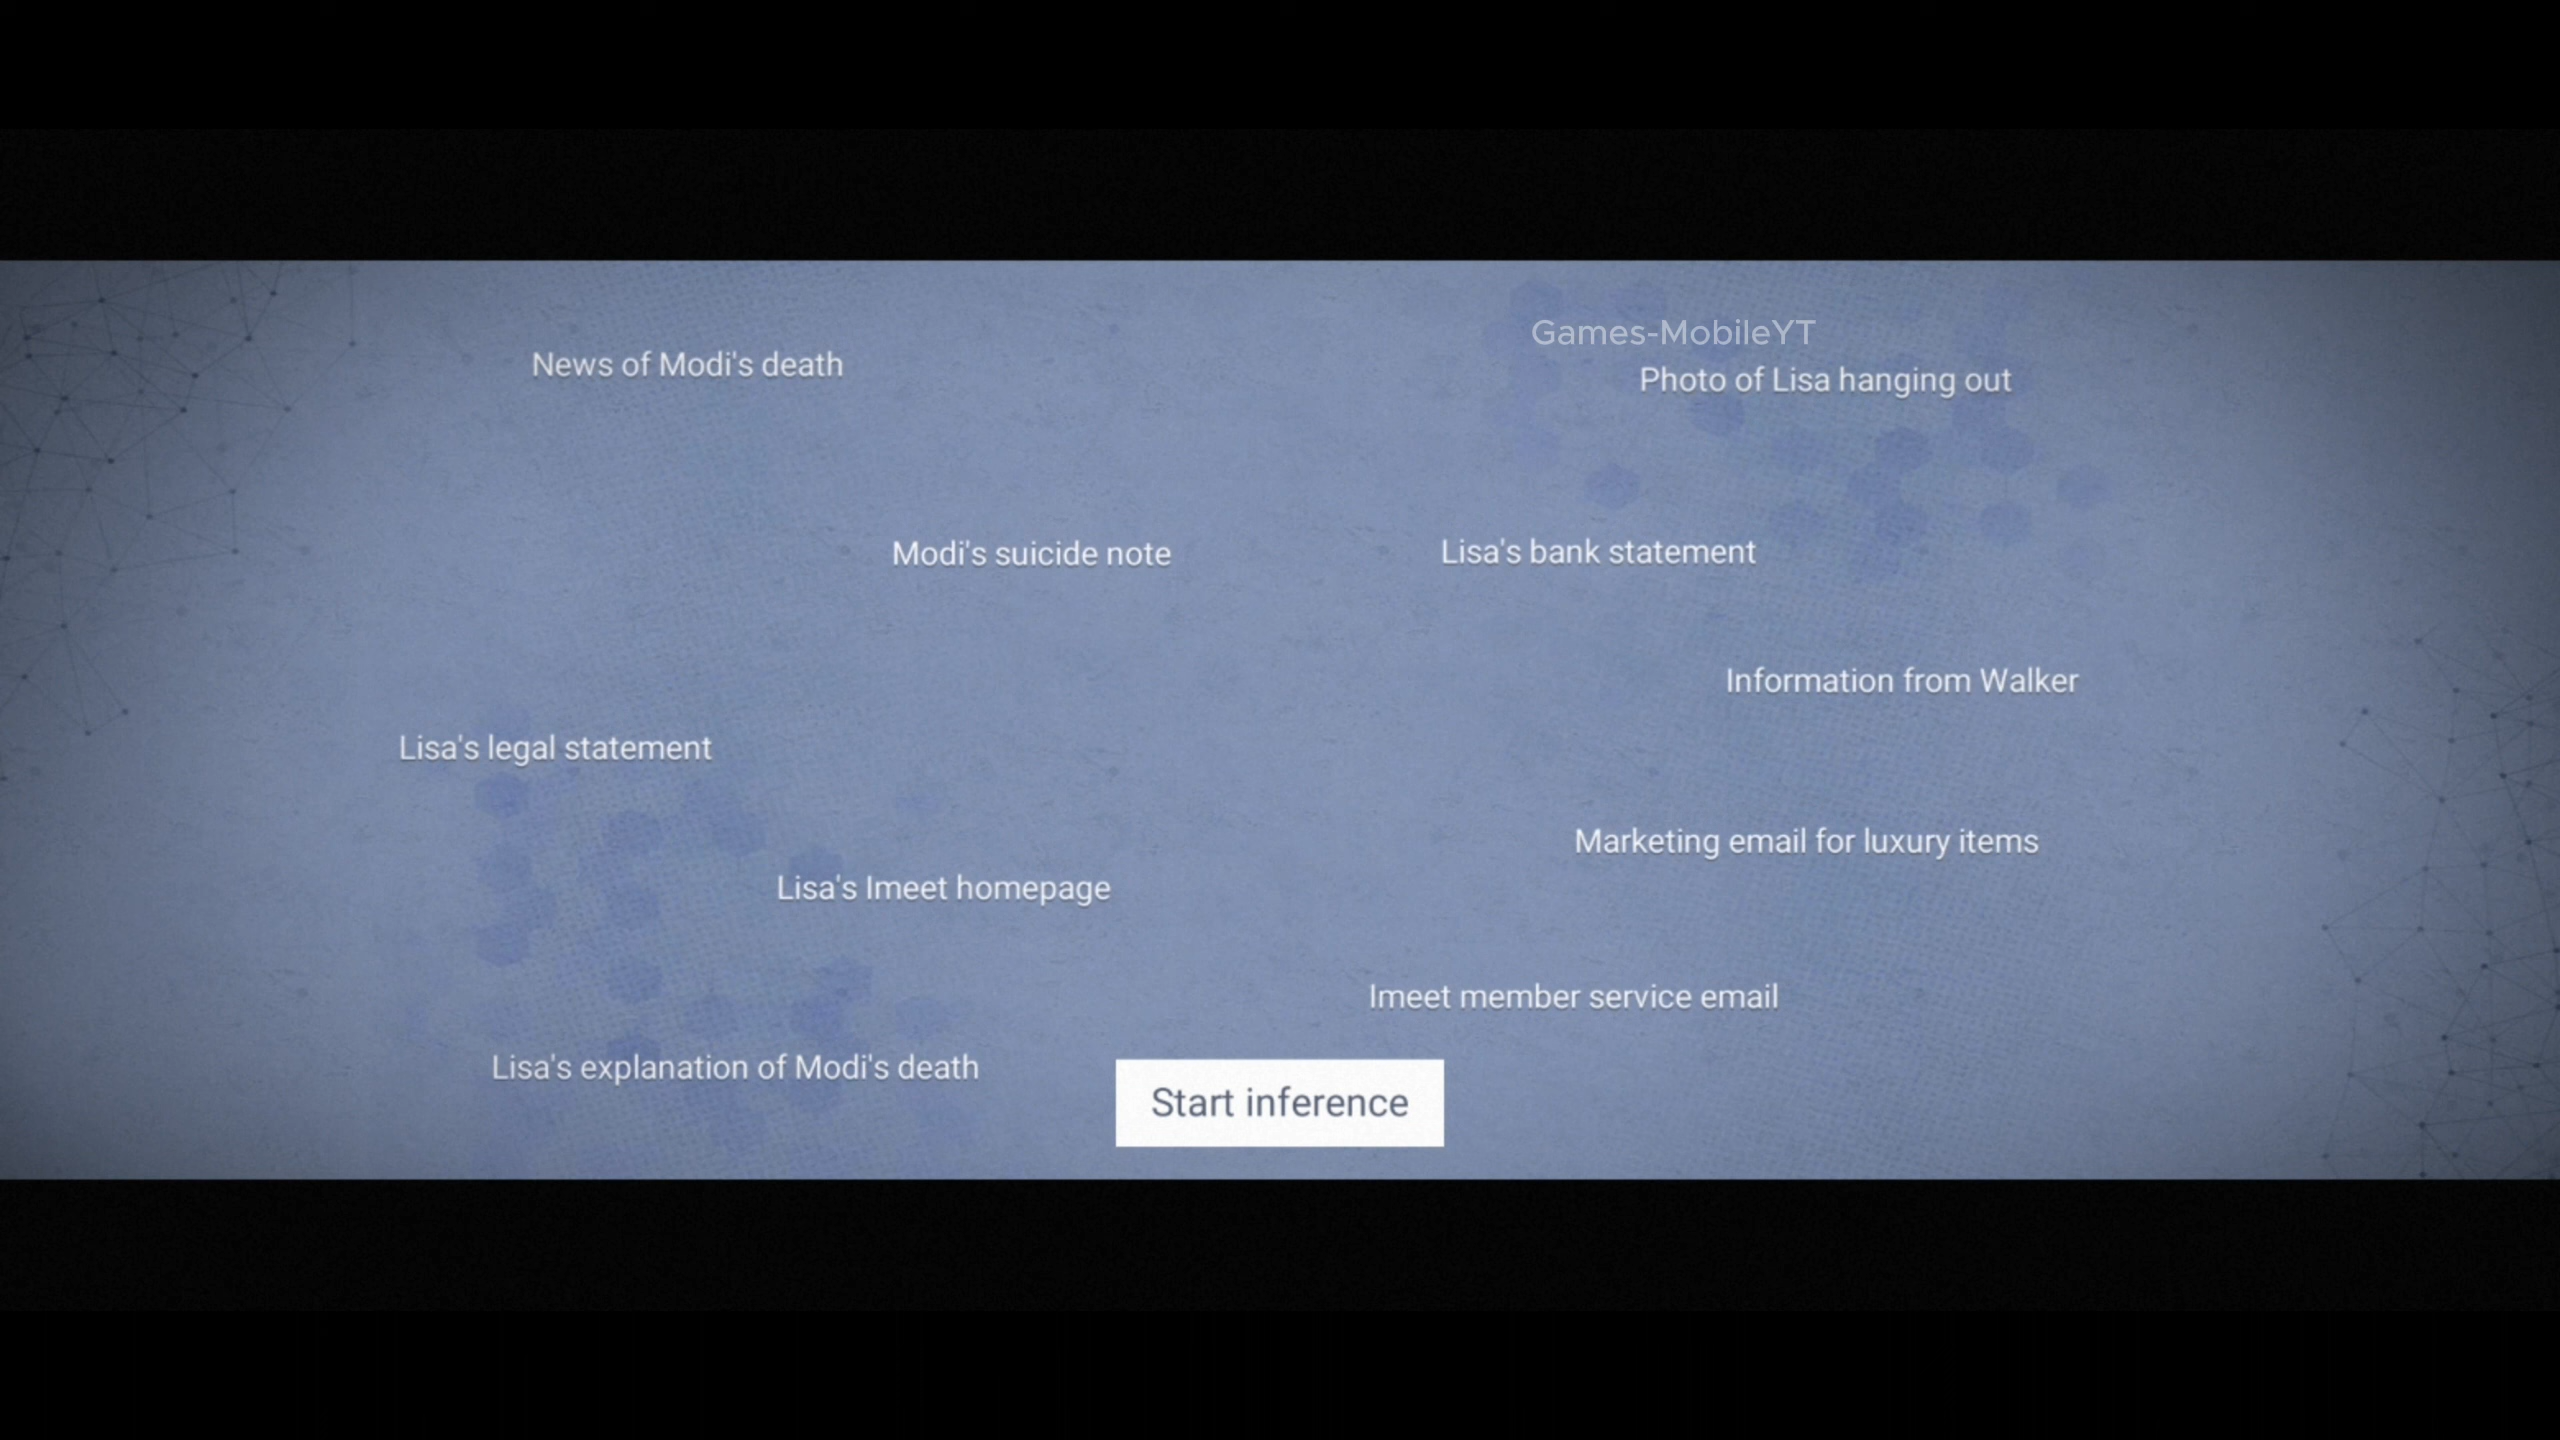 Games-MobileYT
News of Modi's death
Photo of Lisa hanging out
Modi's suicide note
Lisa's bank statement
Information from Walker
Lisa's legal statement
Marketing email for luxury items
Lisa's Imeet homepage
Imeet member service email
Lisa's explanation of Modi's death
Start inference